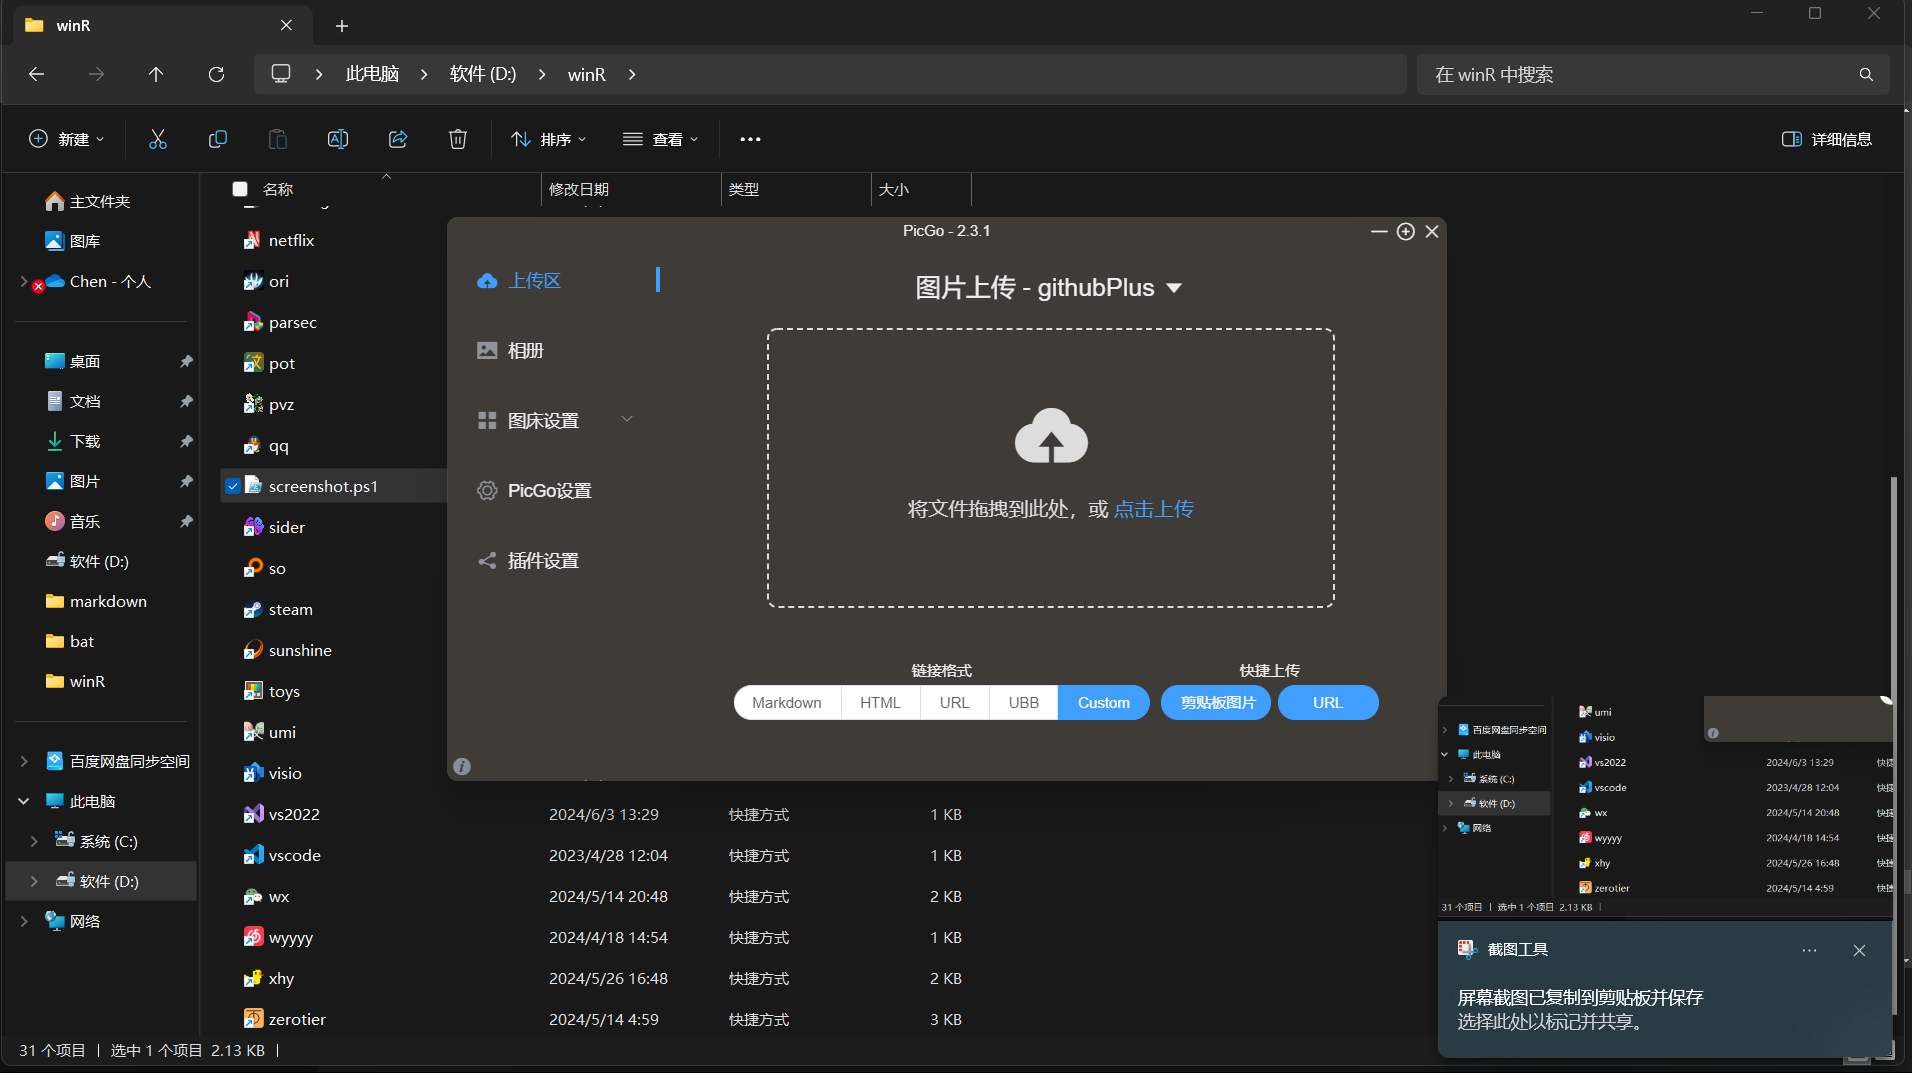 winR
此电脑
软件 (D:)
winR
在 winR 中搜索
新建
排序
查看
详细信息
主文件夹
图库
Chen - 个人
桌面
文档
下载
图片
音乐
软件 (D:)
markdown
bat
winR
百度网盘同步空间
此电脑
系统 (C:)
软件 (D:)
网络
名称 修改日期 类型 大小
netflix
ori
parsec
pot
pvz
qq
screenshot.ps1
sider
so
steam
sunshine
toys
umi
visio
vs2022 2024/6/3 13:29 快捷方式 1 KB
vscode 2023/4/28 12:04 快捷方式 1 KB
wx 2024/5/14 20:48 快捷方式 2 KB
wyyyy 2024/4/18 14:54 快捷方式 1 KB
xhy 2024/5/26 16:48 快捷方式 2 KB
zerotier 2024/5/14 4:59 快捷方式 3 KB
31 个项目 | 选中 1 个项目 2.13 KB |
PicGo - 2.3.1
上传区
相册
图床设置
PicGo设置
插件设置
图片上传 - githubPlus
将文件拖拽到此处，或 点击上传
链接格式
Markdown HTML URL UBB Custom
快捷上传
剪贴板图片 URL
百度网盘同步空间
此电脑
系统 (C:)
软件 (D:)
网络
umi
visio
vs2022 2024/6/3 13:29 快捷
vscode 2023/4/28 12:04 快捷
wx 2024/5/14 20:48 快捷
wyyyy 2024/4/18 14:54 快捷
xhy 2024/5/26 16:48 快捷
zerotier 2024/5/14 4:59 快捷
31 个项目 | 选中 1 个项目 2.13 KB |
截图工具
屏幕截图已复制到剪贴板并保存
选择此处以标记并共享。